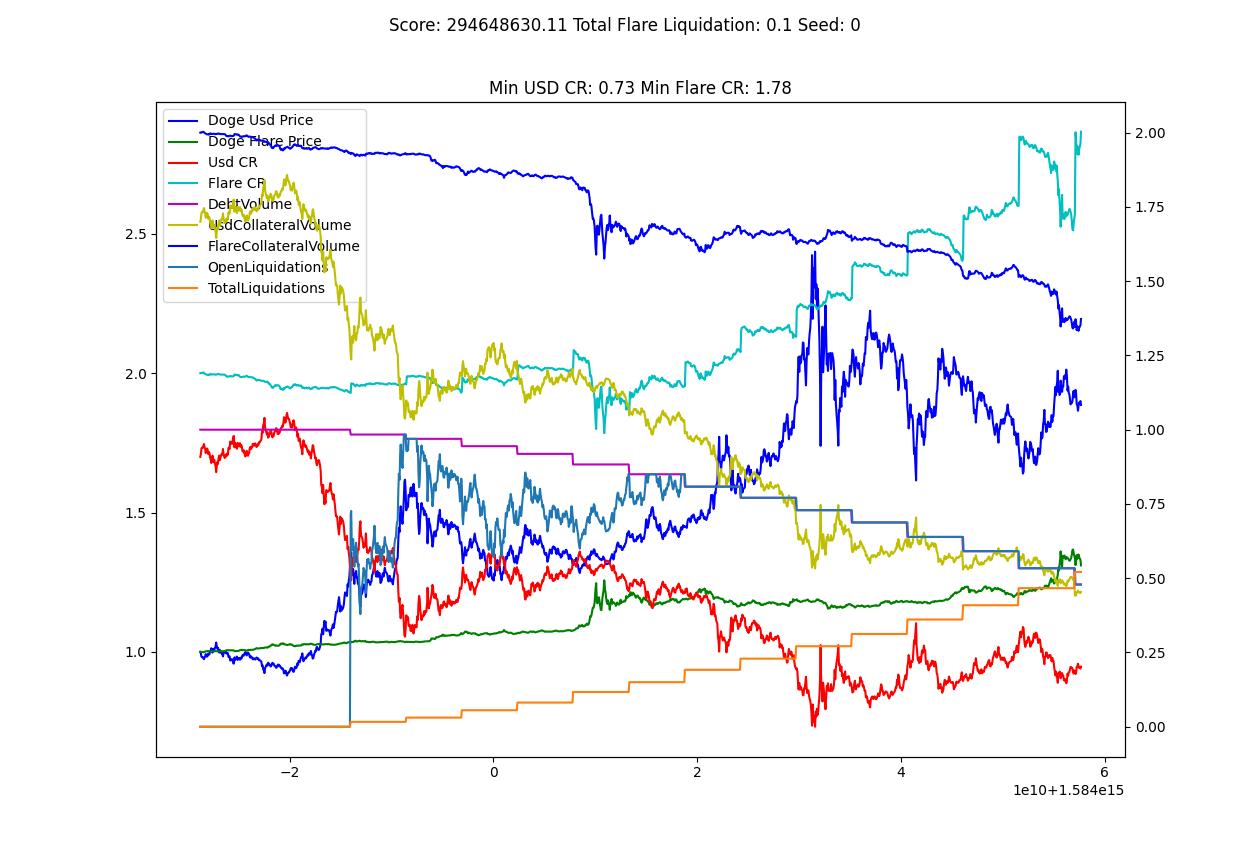 Score: 294648630.11 Total Flare Liquidation: 0.1 Seed: 0
Min USD CR: 0.73 Min Flare CR: 1.78
Doge Usd Price
Doge Flare Price
Usd CR
Flare CR
DebtVolume
UsdCollateralVolume
FlareCollateralVolume
OpenLiquidations
TotalLiquidations
2.5
2.0
1.5
1.0
2.00
1.75
1.50
1.25
1.00
0.75
0.50
0.25
0.00
−2 0 2 4 6
1e10+1.584e15